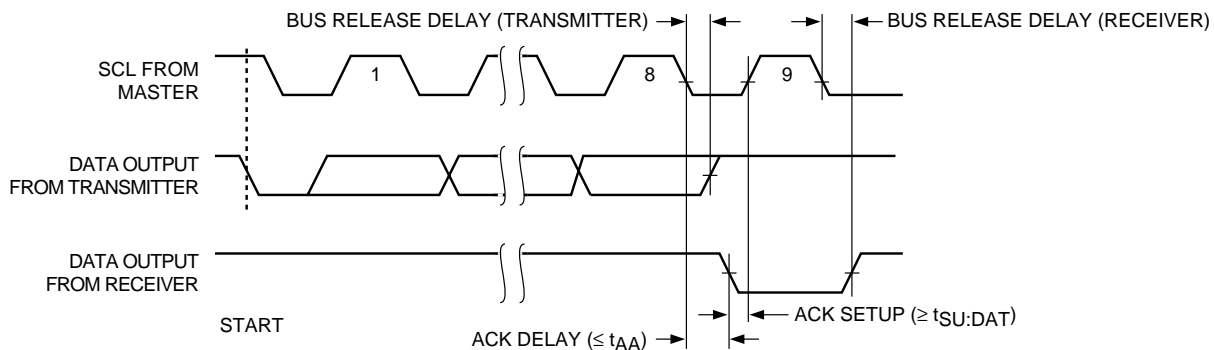 BUS RELEASE DELAY (TRANSMITTER)
BUS RELEASE DELAY (RECEIVER)
SCL FROM
MASTER
1
8
9
DATA OUTPUT
FROM TRANSMITTER
DATA OUTPUT
FROM RECEIVER
START
ACK SETUP (≥ tSU:DAT)
ACK DELAY (≤ tAA)